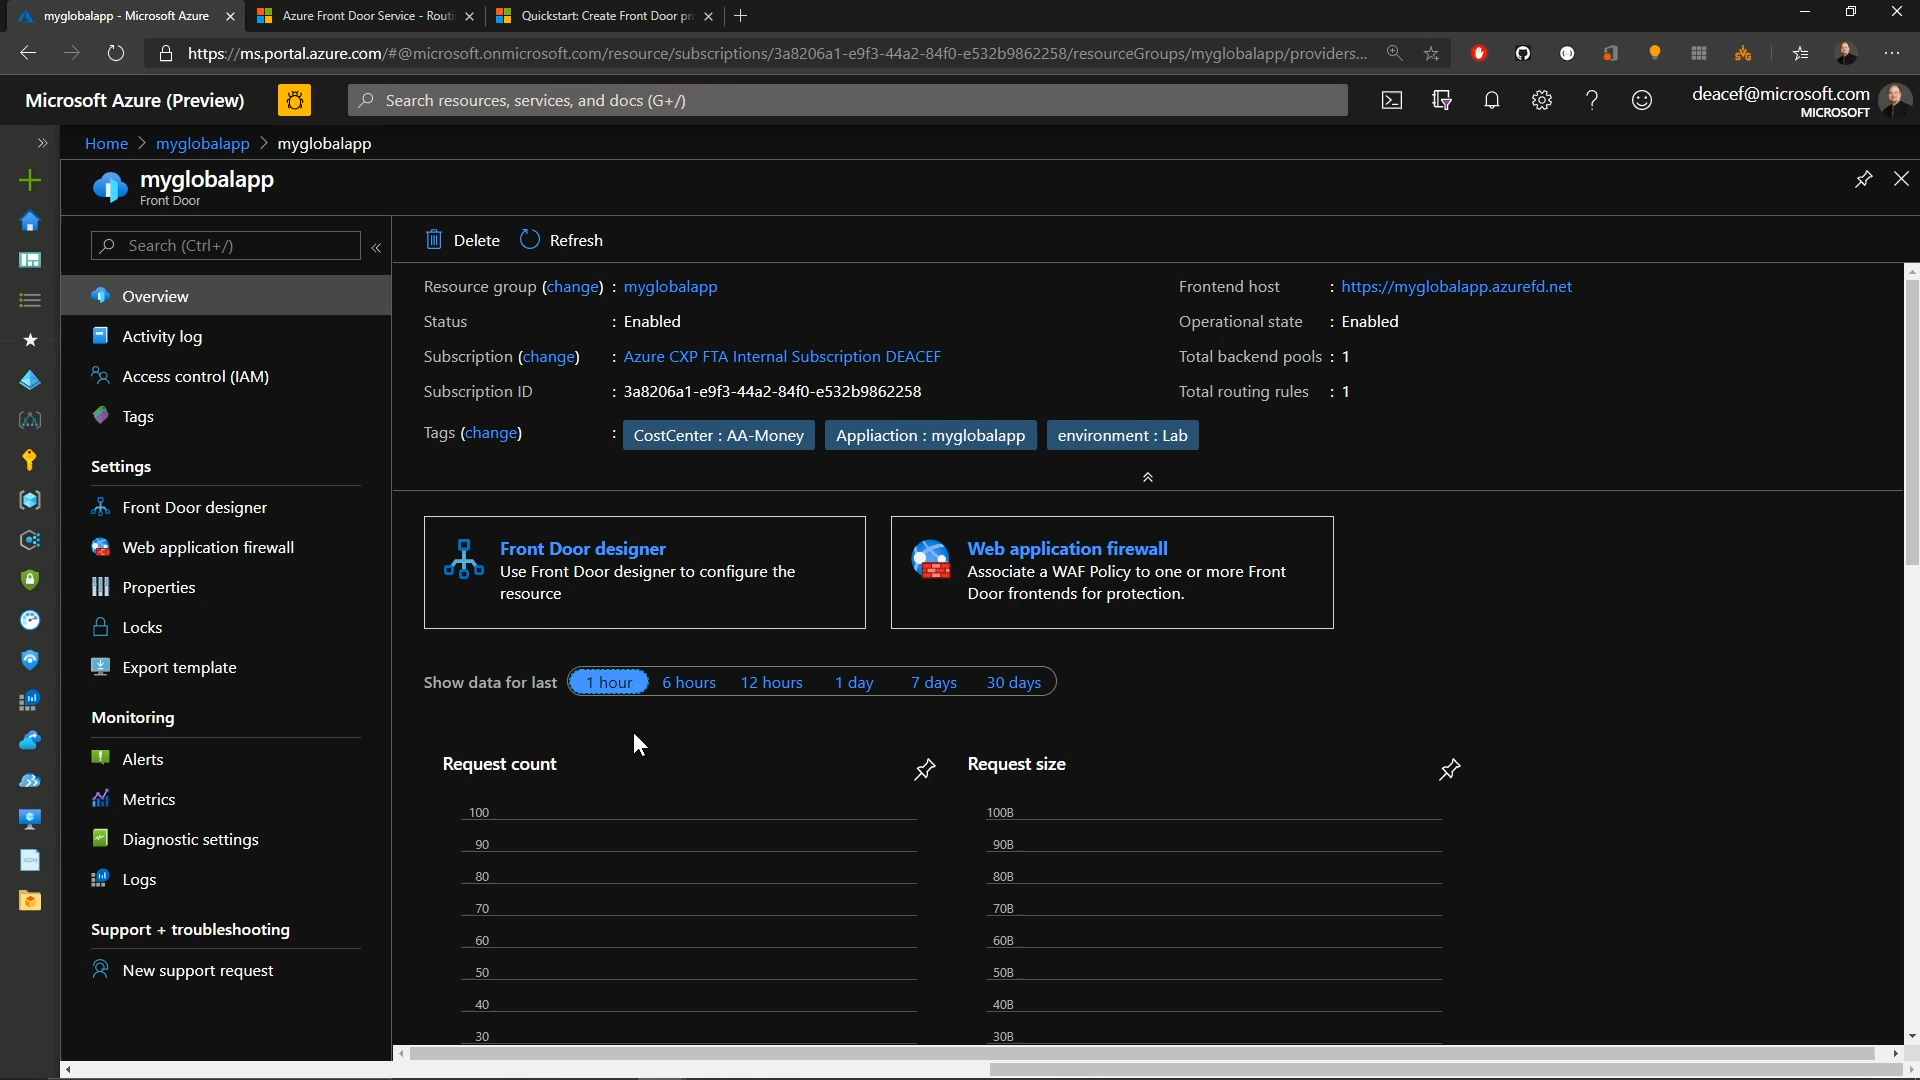 myglobalapp - Microsoft Azure
Azure Front Door Service - Routi
Quickstart: Create Front Door pr
https://ms.portal.azure.com/#@microsoft.onmicrosoft.com/resource/subscriptions/3a8206a1-e9f3-44a2-84f0-e532b9862258/resourceGroups/myglobalapp/providers...
Microsoft Azure (Preview)
Search resources, services, and docs (G+/)
deacef@microsoft.com
MICROSOFT
Home > myglobalapp > myglobalapp
myglobalapp
Front Door
Search (Ctrl+/)
Overview
Activity log
Access control (IAM)
Tags
Settings
Front Door designer
Web application firewall
Properties
Locks
Export template
Monitoring
Alerts
Metrics
Diagnostic settings
Logs
Support + troubleshooting
New support request
Delete
Refresh
Resource group (change) : myglobalapp
Status : Enabled
Subscription (change) : Azure CXP FTA Internal Subscription DEACEF
Subscription ID : 3a8206a1-e9f3-44a2-84f0-e532b9862258
Tags (change) : CostCenter : AA-Money Appliaction : myglobalapp environment : Lab
Frontend host : https://myglobalapp.azurefd.net
Operational state : Enabled
Total backend pools : 1
Total routing rules : 1
Front Door designer
Use Front Door designer to configure the
resource
Web application firewall
Associate a WAF Policy to one or more Front
Door frontends for protection.
Show data for last 1 hour 6 hours 12 hours 1 day 7 days 30 days
Request count
100
90
80
70
60
50
40
30
Request size
100B
90B
80B
70B
60B
50B
40B
30B